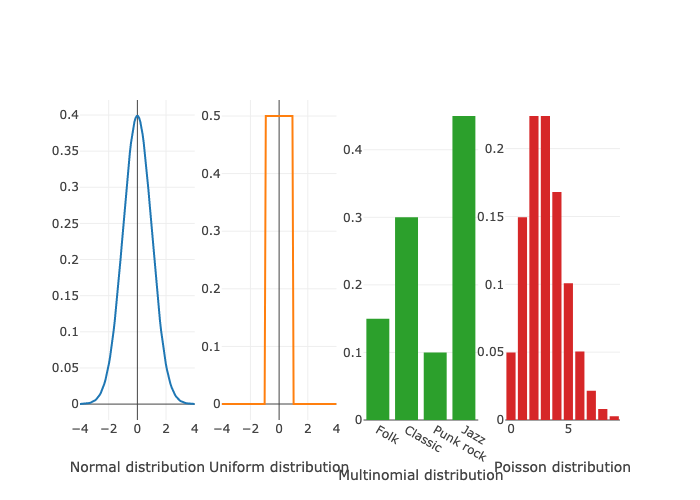 0.4
0.35
0.3
0.25
0.2
0.15
0.1
0.05
0
−4 −2 0 2 4
Normal distribution
0.5
0.4
0.3
0.2
0.1
0
−4 −2 0 2 4
Uniform distribution
0.4
0.3
0.2
0.1
0
Folk
Classic
Punk rock
Jazz
Multinomial distribution
0.2
0.15
0.1
0.05
0
0 5
Poisson distribution